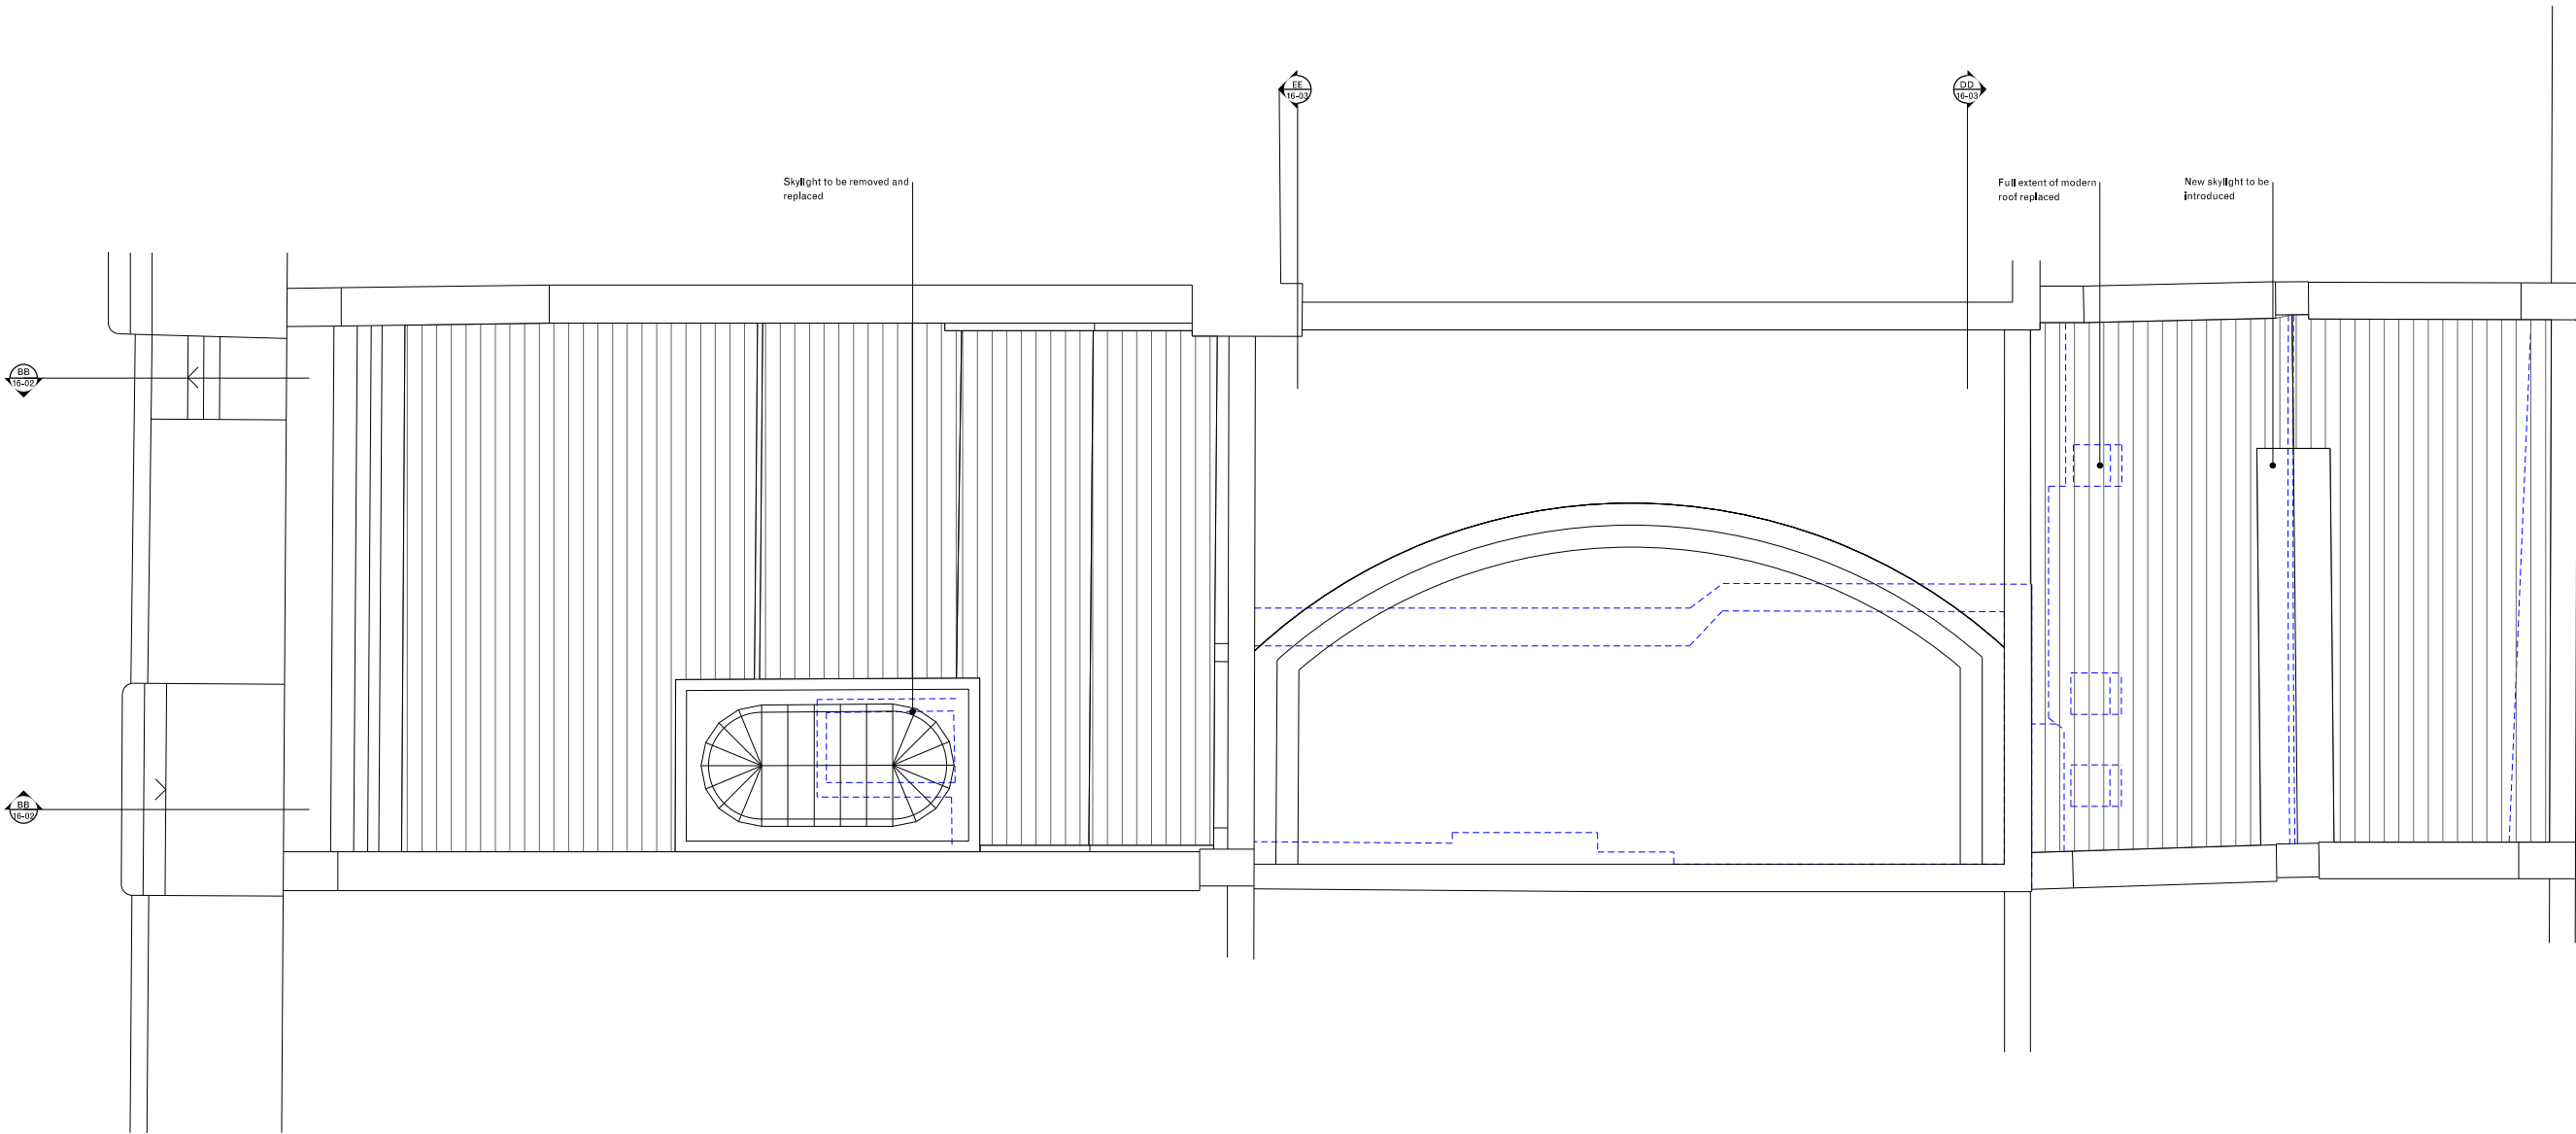 EE
16-03
DD
16-03
Skylight to be removed and
replaced
Full extent of modern
roof replaced
New skylight to be
introduced
BB
16-02
BB
16-02